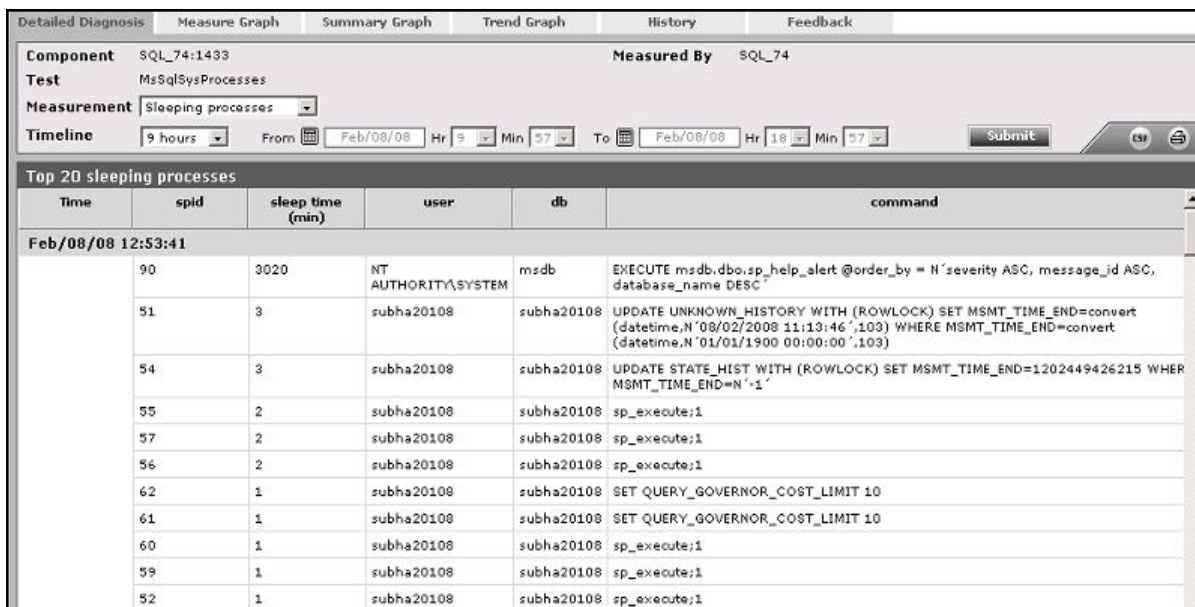 Detailed Diagnosis Measure Graph Summary Graph Trend Graph History Feedback
Component SQL_74:1433 Measured By SQL_74
Test MsSqlSysProcesses
Measurement Sleeping processes
Timeline 9 hours From Feb/08/08 Hr 9 Min 57 To Feb/08/08 Hr 18 Min 57 Submit CSV
Top 20 sleeping processes
Time spid sleep time (min) user db command
Feb/08/08 12:53:41
90 3020 NT AUTHORITY\SYSTEM msdb EXECUTE msdb.dbo.sp_help_alert @order_by = N´severity ASC, message_id ASC,
database_name DESC´
51 3 subha20108 subha20108 UPDATE UNKNOWN_HISTORY WITH (ROWLOCK) SET MSMT_TIME_END=convert
(datetime,N´08/02/2008 11:13:46´,103) WHERE MSMT_TIME_END=convert
(datetime,N´01/01/1900 00:00:00´,103)
54 3 subha20108 subha20108 UPDATE STATE_HIST WITH (ROWLOCK) SET MSMT_TIME_END=1202449426215 WHER
MSMT_TIME_END=N´-1´
55 2 subha20108 subha20108 sp_execute;1
57 2 subha20108 subha20108 sp_execute;1
56 2 subha20108 subha20108 sp_execute;1
62 1 subha20108 subha20108 SET QUERY_GOVERNOR_COST_LIMIT 10
61 1 subha20108 subha20108 SET QUERY_GOVERNOR_COST_LIMIT 10
60 1 subha20108 subha20108 sp_execute;1
59 1 subha20108 subha20108 sp_execute;1
52 1 subha20108 subha20108 sp_execute;1